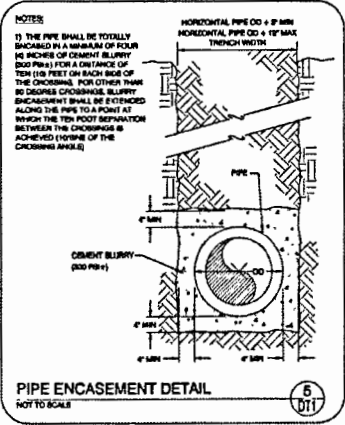 NOTES:
1) THE PIPE SHALL BE TOTALLY
ENCASED IN A MINIMUM OF FOUR
(4) INCHES OF CEMENT SLURRY
(300 PSI±) FOR A DISTANCE OF
TEN (10) FEET ON EACH SIDE OF
THE CROSSING. FOR OTHER THAN
90 DEGREE CROSSINGS, SLURRY
ENCASEMENT SHALL BE EXTENDED
ALONG THE PIPE TO A POINT AT
WHICH THE TEN FOOT SEPARATION
BETWEEN THE CROSSINGS IS
ACHIEVED (10'/SINE OF THE
CROSSING ANGLE)
HORIZONTAL PIPE OD + 8" MIN
HORIZONTAL PIPE OD + 12" MAX
TRENCH WIDTH
PIPE
4" MIN
CEMENT SLURRY
(300 PSI±)
OD
4" MIN
4" MIN
4" MIN
PIPE ENCASEMENT DETAIL
NOT TO SCALE
5
DT1